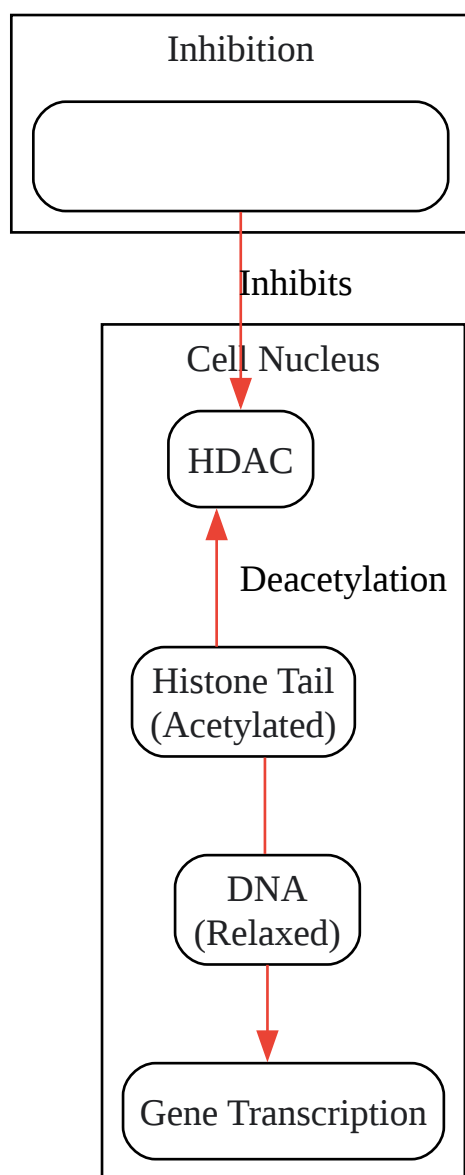 Inhibition
Inhibits
Cell Nucleus
HDAC
Deacetylation
Histone Tail
(Acetylated)
DNA
(Relaxed)
Gene Transcription